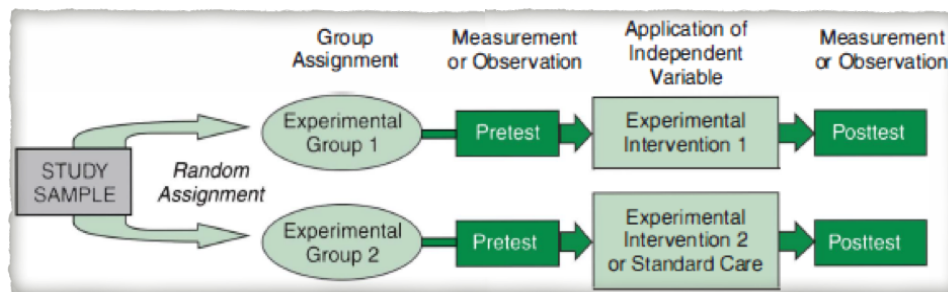 Group
Assignment
Measurement
or Observation
Application of
Independent
Variable
Measurement
or Observation
STUDY
SAMPLE
Random
Assignment
Experimental
Group 1
Pretest
Experimental
Intervention 1
Posttest
Experimental
Group 2
Pretest
Experimental
Intervention 2
or Standard Care
Posttest